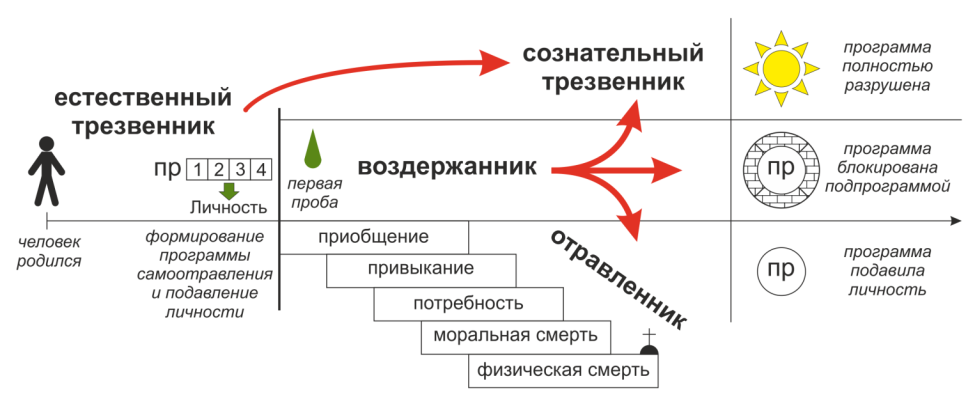 сознательный
трезвенник
программа
полностью
разрушена
естественный
трезвенник
пр 1 2 3 4
Личность
первая
проба
воздержанник
пр
программа
блокирована
подпрограммой
человек
родился
формирование
программы
самоотравления
и подавление
личности
приобщение
привыкание
потребность
моральная смерть
физическая смерть
отравленник
пр
программа
подавила
личность